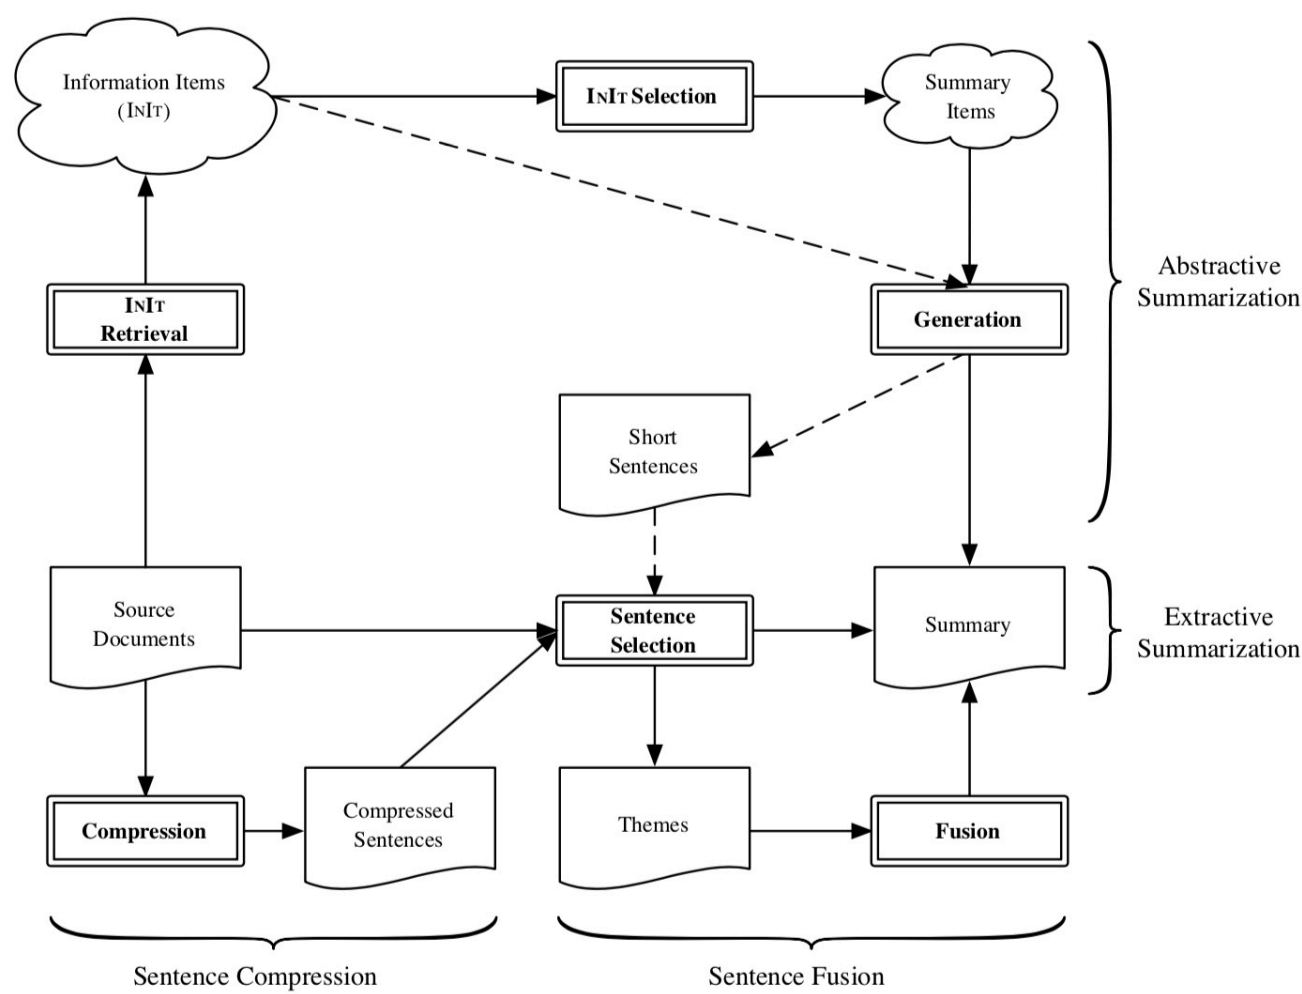 Information Items
(INIT)
INIT Selection
Summary
Items
Abstractive
Summarization
INIT
Retrieval
Generation
Short
Sentences
Source
Documents
Sentence
Selection
Summary
Extractive
Summarization
Compression
Compressed
Sentences
Themes
Fusion
Sentence Compression
Sentence Fusion